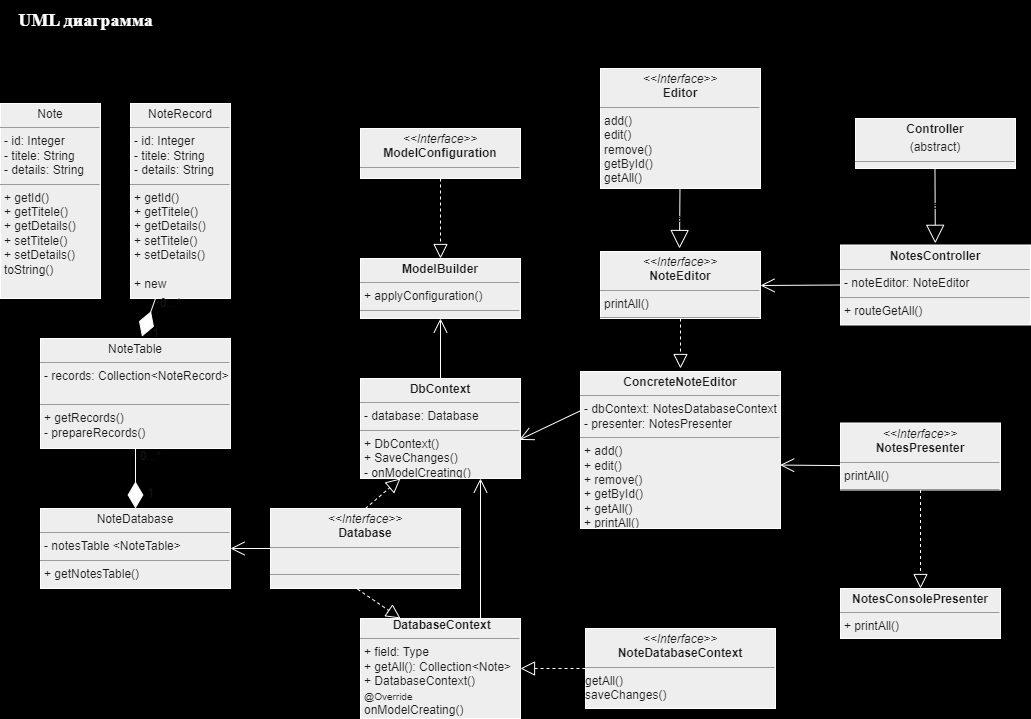 UML диаграмма
Note
- id: Integer
- titele: String
- details: String
+ getId()
+ getTitele()
+ getDetails()
+ setTitele()
+ setDetails()
toString()
NoteRecord
- id: Integer
- titele: String
- details: String
+ getId()
+ getTitele()
+ getDetails()
+ setTitele()
+ setDetails()
+ new
NoteTable
- records: Collection<NoteRecord>
+ getRecords()
- prepareRecords()
0..*
1
NoteDatabase
- notesTable <NoteTable>
+ getNotesTable()
<<Interface>>
ModelConfiguration
ModelBuilder
+ applyConfiguration()
DbContext
- database: Database
+ DbContext()
+ SaveChanges()
- onModelCreating()
<<Interface>>
Database
DatabaseContext
+ field: Type
+ getAll(): Collection<Note>
+ DatabaseContext()
@Override
onModelCreating()
<<Interface>>
Editor
add()
edit()
remove()
getById()
getAll()
<<Interface>>
NoteEditor
printAll()
ConcreteNoteEditor
- dbContext: NotesDatabaseContext
- presenter: NotesPresenter
+ add()
+ edit()
+ remove()
+ getById()
+ getAll()
+ printAll()
<<Interface>>
NoteDatabaseContext
getAll()
saveChanges()
Controller
(abstract)
NotesController
- noteEditor: NoteEditor
+ routeGetAll()
<<Interface>>
NotesPresenter
printAll()
NotesConsolePresenter
+ printAll()